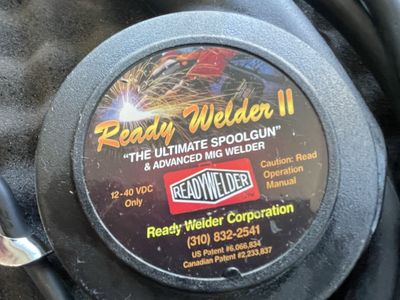 Ready Welder II
"THE ULTIMATE SPOOLGUN"
& ADVANCED MIG WELDER
12-40 VDC
Only
READYWELDER
Caution: Read
Operation
Manual
Ready Welder Corporation
(310) 832-2541
US Patent #6,066,834
Canadian Patent #2,233,837